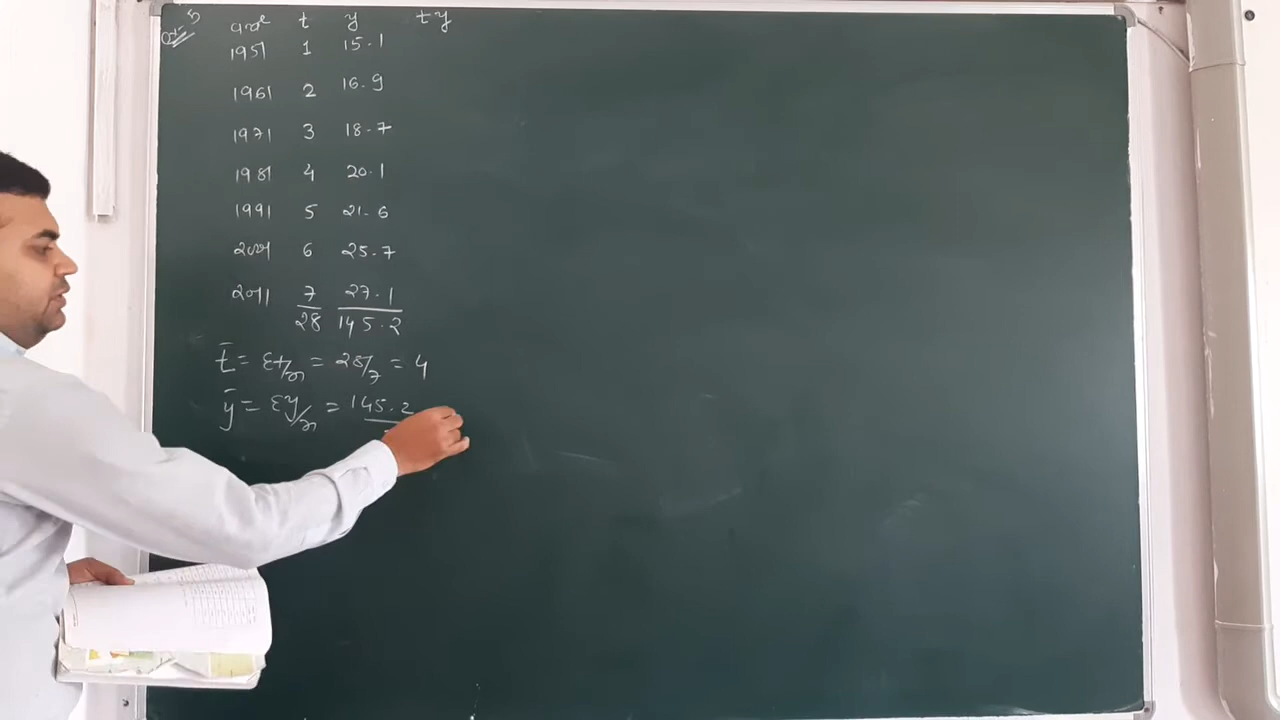 વર્ષ t y ty
1951 1 15.1
1961 2 16.9
1971 3 18.7
1981 4 20.1
1991 5 21.6
2001 6 25.7
2011 7 27.1
28 145.2
t̄ = Σt/n = 28/7 = 4
ȳ = Σy/n = 145.2